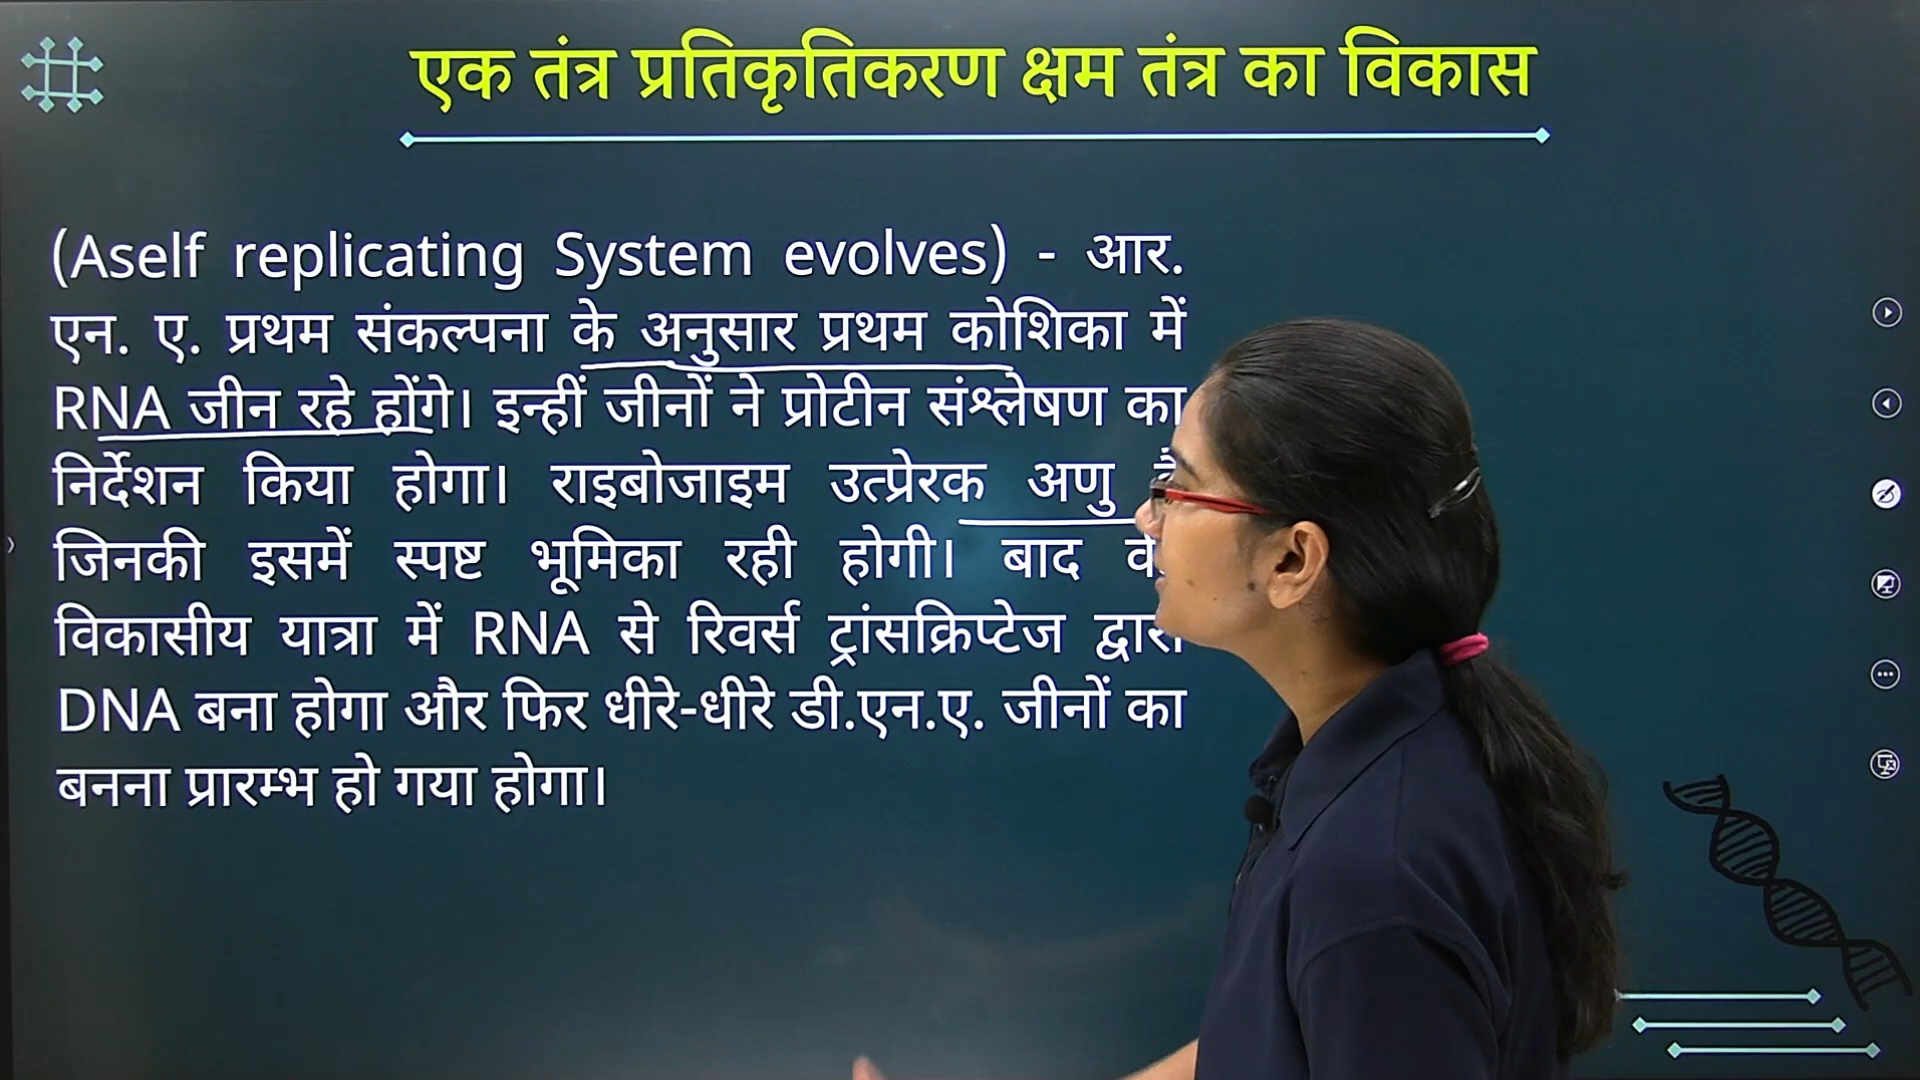 एक तंत्र प्रतिकृतिकरण क्षम तंत्र का विकास
(Aself replicating System evolves) - आर.
एन. ए. प्रथम संकल्पना के अनुसार प्रथम कोशिका में
RNA जीन रहे होंगे। इन्हीं जीनों ने प्रोटीन संश्लेषण का
निर्देशन किया होगा। राइबोजाइम उत्प्रेरक अणु
जिनकी इसमें स्पष्ट भूमिका रही होगी। बाद
विकासीय यात्रा में RNA से रिवर्स ट्रांसक्रिप्टेज द्वारा
DNA बना होगा और फिर धीरे-धीरे डी.एन.ए. जीनों का
बनना प्रारम्भ हो गया होगा।